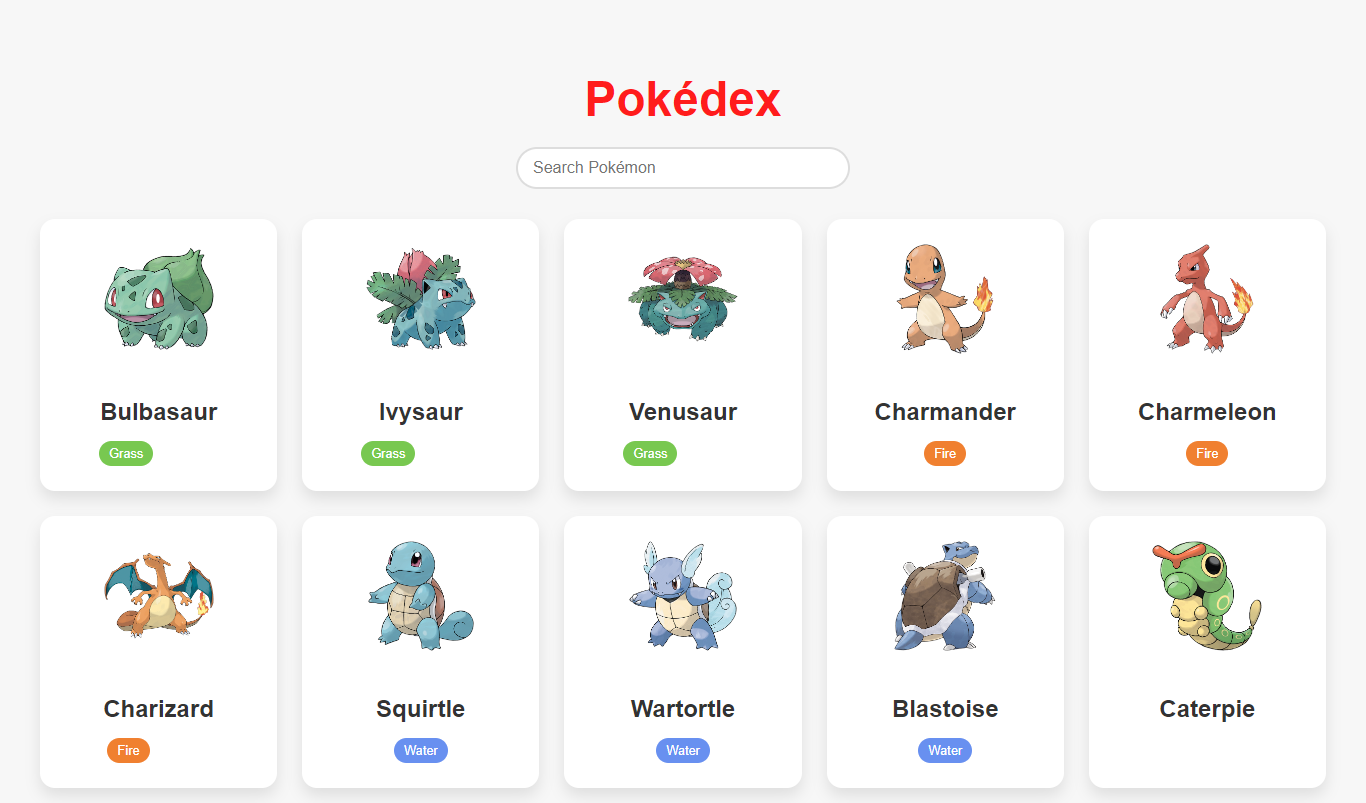 Pokédex
Search Pokémon
Bulbasaur
Grass
Ivysaur
Grass
Venusaur
Grass
Charmander
Fire
Charmeleon
Fire
Charizard
Fire
Squirtle
Water
Wartortle
Water
Blastoise
Water
Caterpie